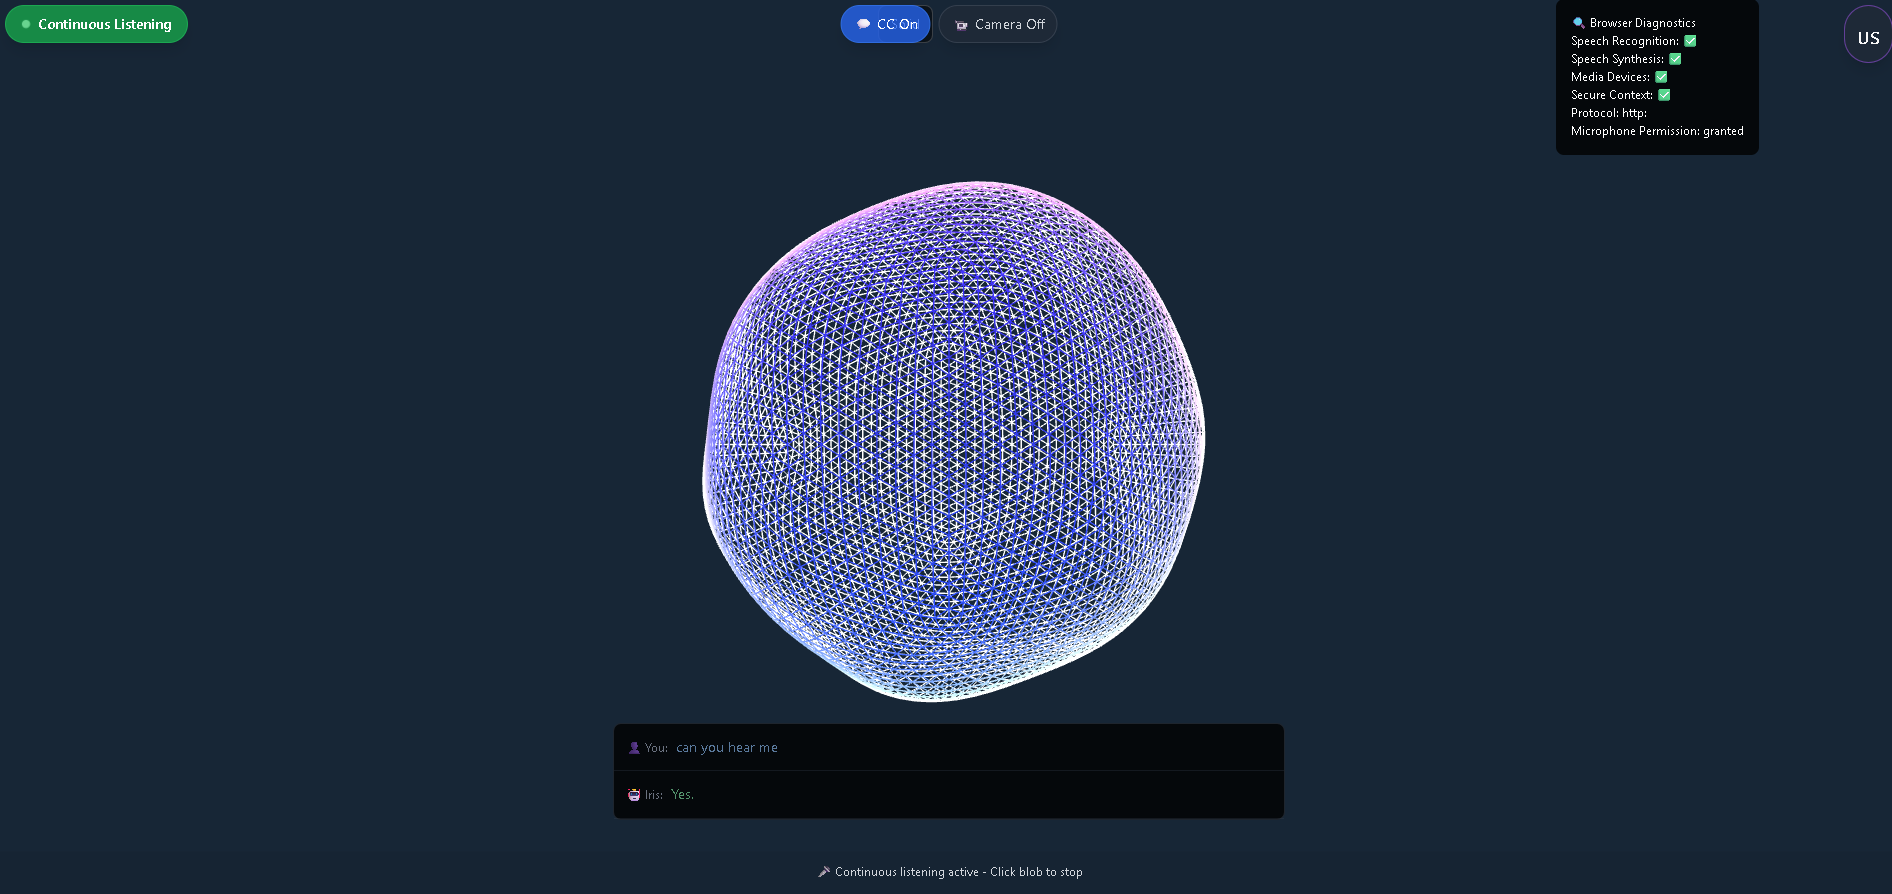 Continuous Listening
CC On
Camera Off
Browser Diagnostics
Speech Recognition: ✅
Speech Synthesis: ✅
Media Devices: ✅
Secure Context: ✅
Protocol: http:
Microphone Permission: granted
US
You: can you hear me
Iris: Yes.
Continuous listening active - Click blob to stop